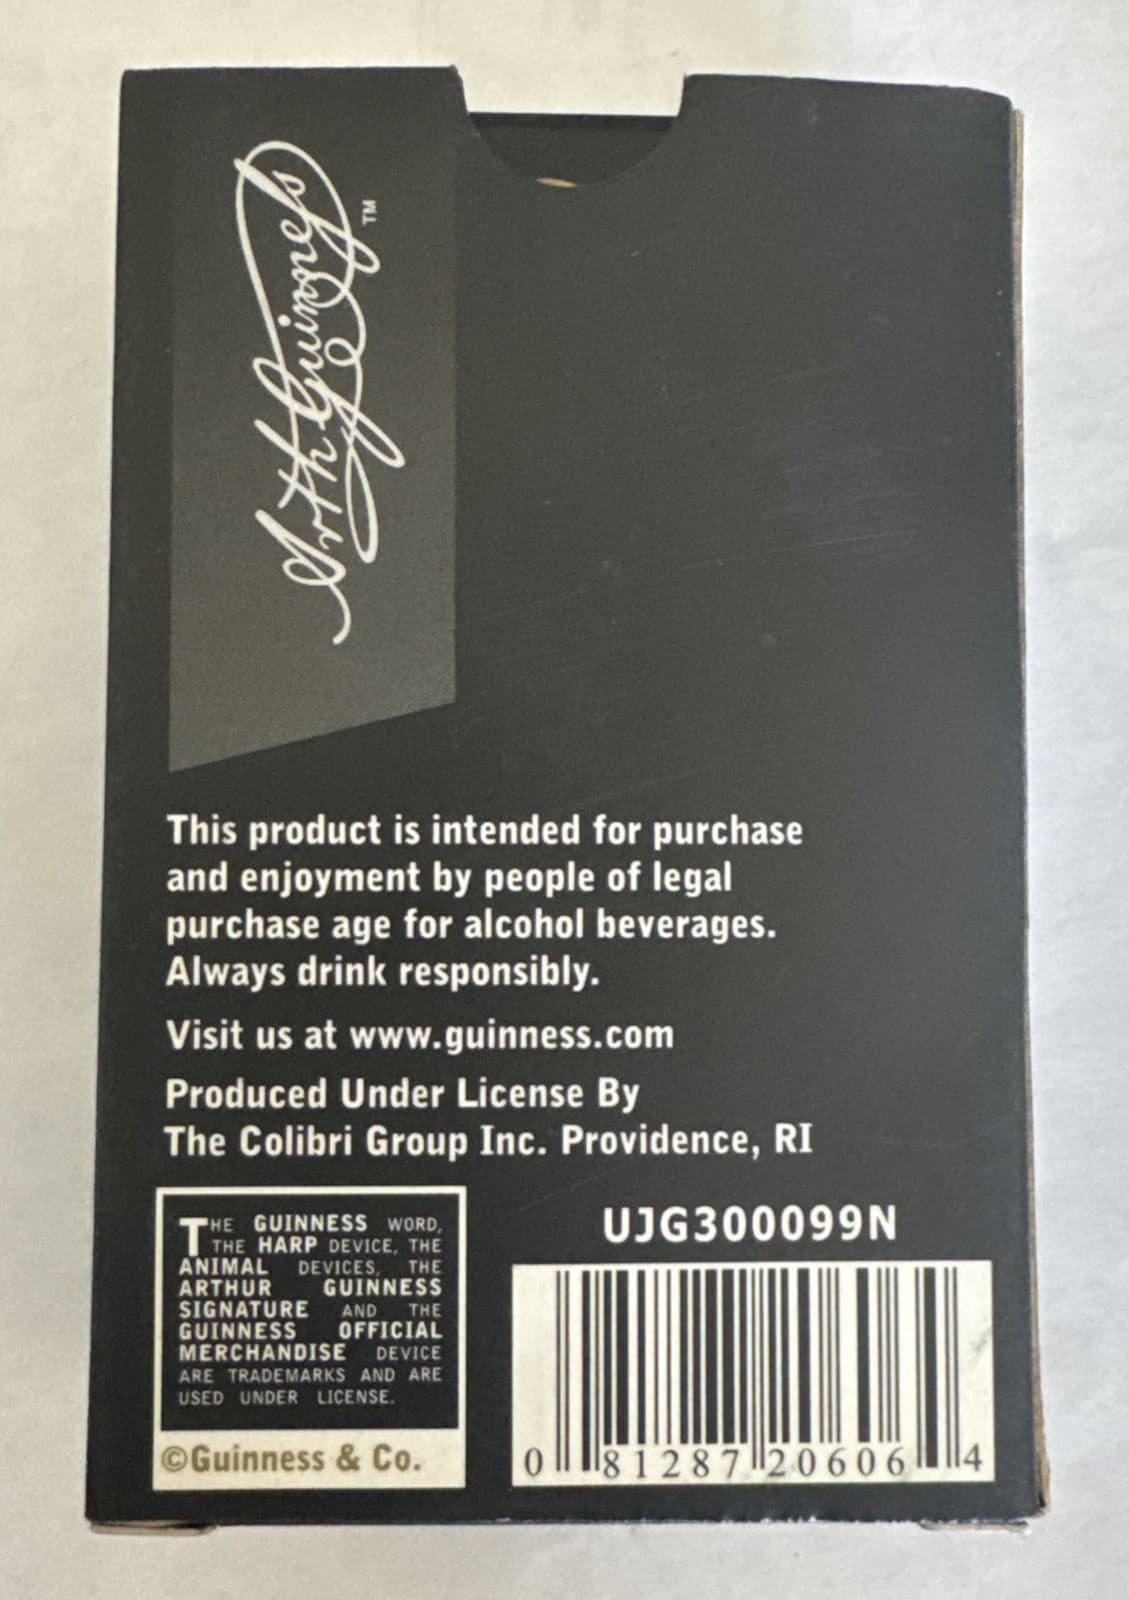 Arth Guinness™
This product is intended for purchase
and enjoyment by people of legal
purchase age for alcohol beverages.
Always drink responsibly.
Visit us at www.guinness.com
Produced Under License By
The Colibri Group Inc. Providence, RI
THE GUINNESS WORD,
THE HARP DEVICE, THE
ANIMAL DEVICES, THE
ARTHUR GUINNESS
SIGNATURE AND THE
GUINNESS OFFICIAL
MERCHANDISE DEVICE
ARE TRADEMARKS AND ARE
USED UNDER LICENSE.
©Guinness & Co.
UJG300099N
0 81287 20606 4